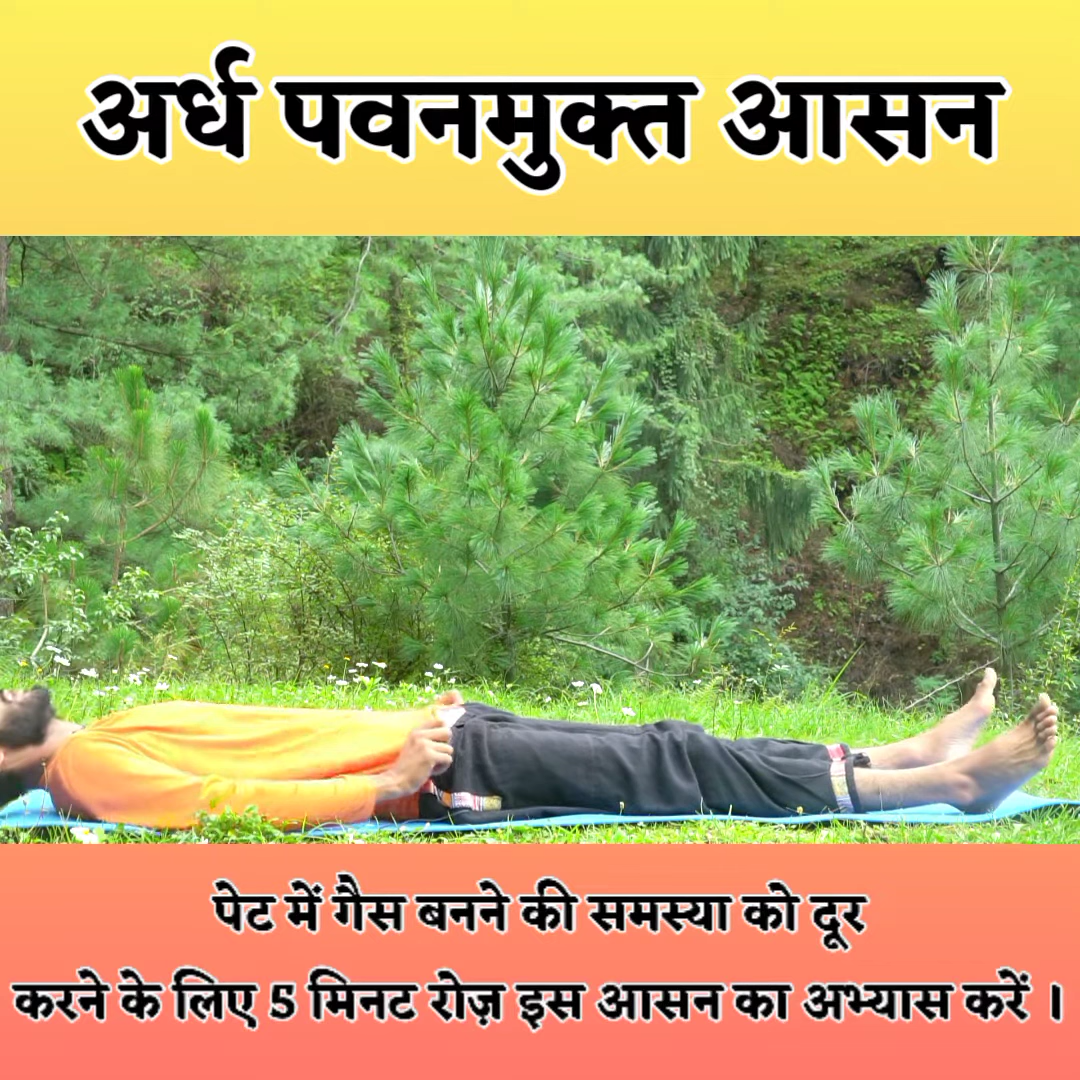 अर्ध पवनमुक्त आसन
पेट में गैस बनने की समस्या को दूर
करने के लिए 5 मिनट रोज़ इस आसन का अभ्यास करें ।